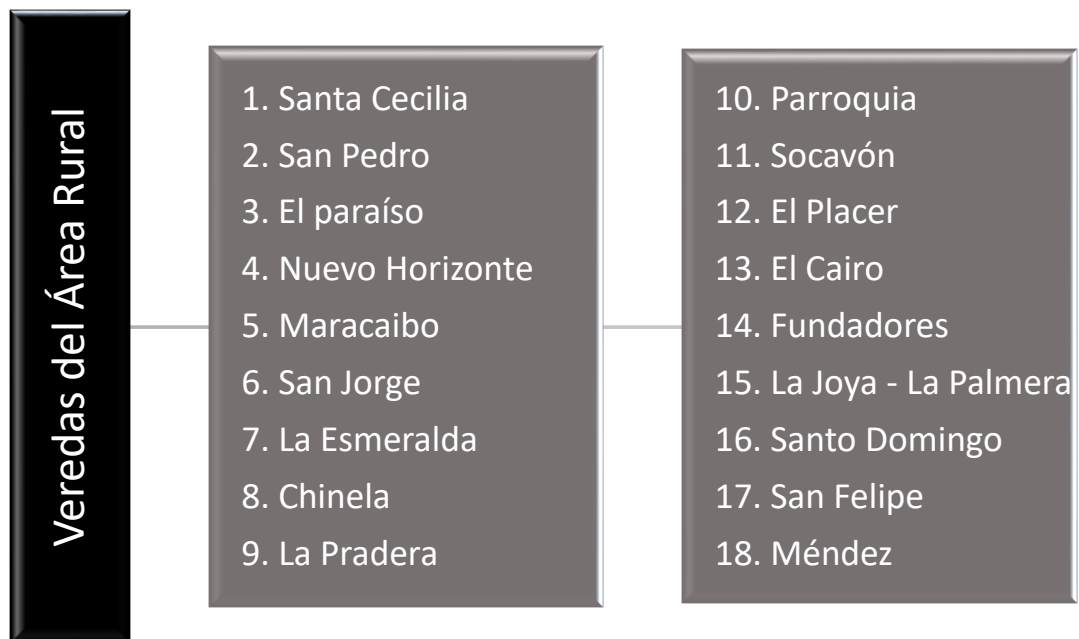 Veredas del Área Rural
1. Santa Cecilia
2. San Pedro
3. El paraíso
4. Nuevo Horizonte
5. Maracaibo
6. San Jorge
7. La Esmeralda
8. Chinela
9. La Pradera
10. Parroquia
11. Socavón
12. El Placer
13. El Cairo
14. Fundadores
15. La Joya - La Palmera
16. Santo Domingo
17. San Felipe
18. Méndez